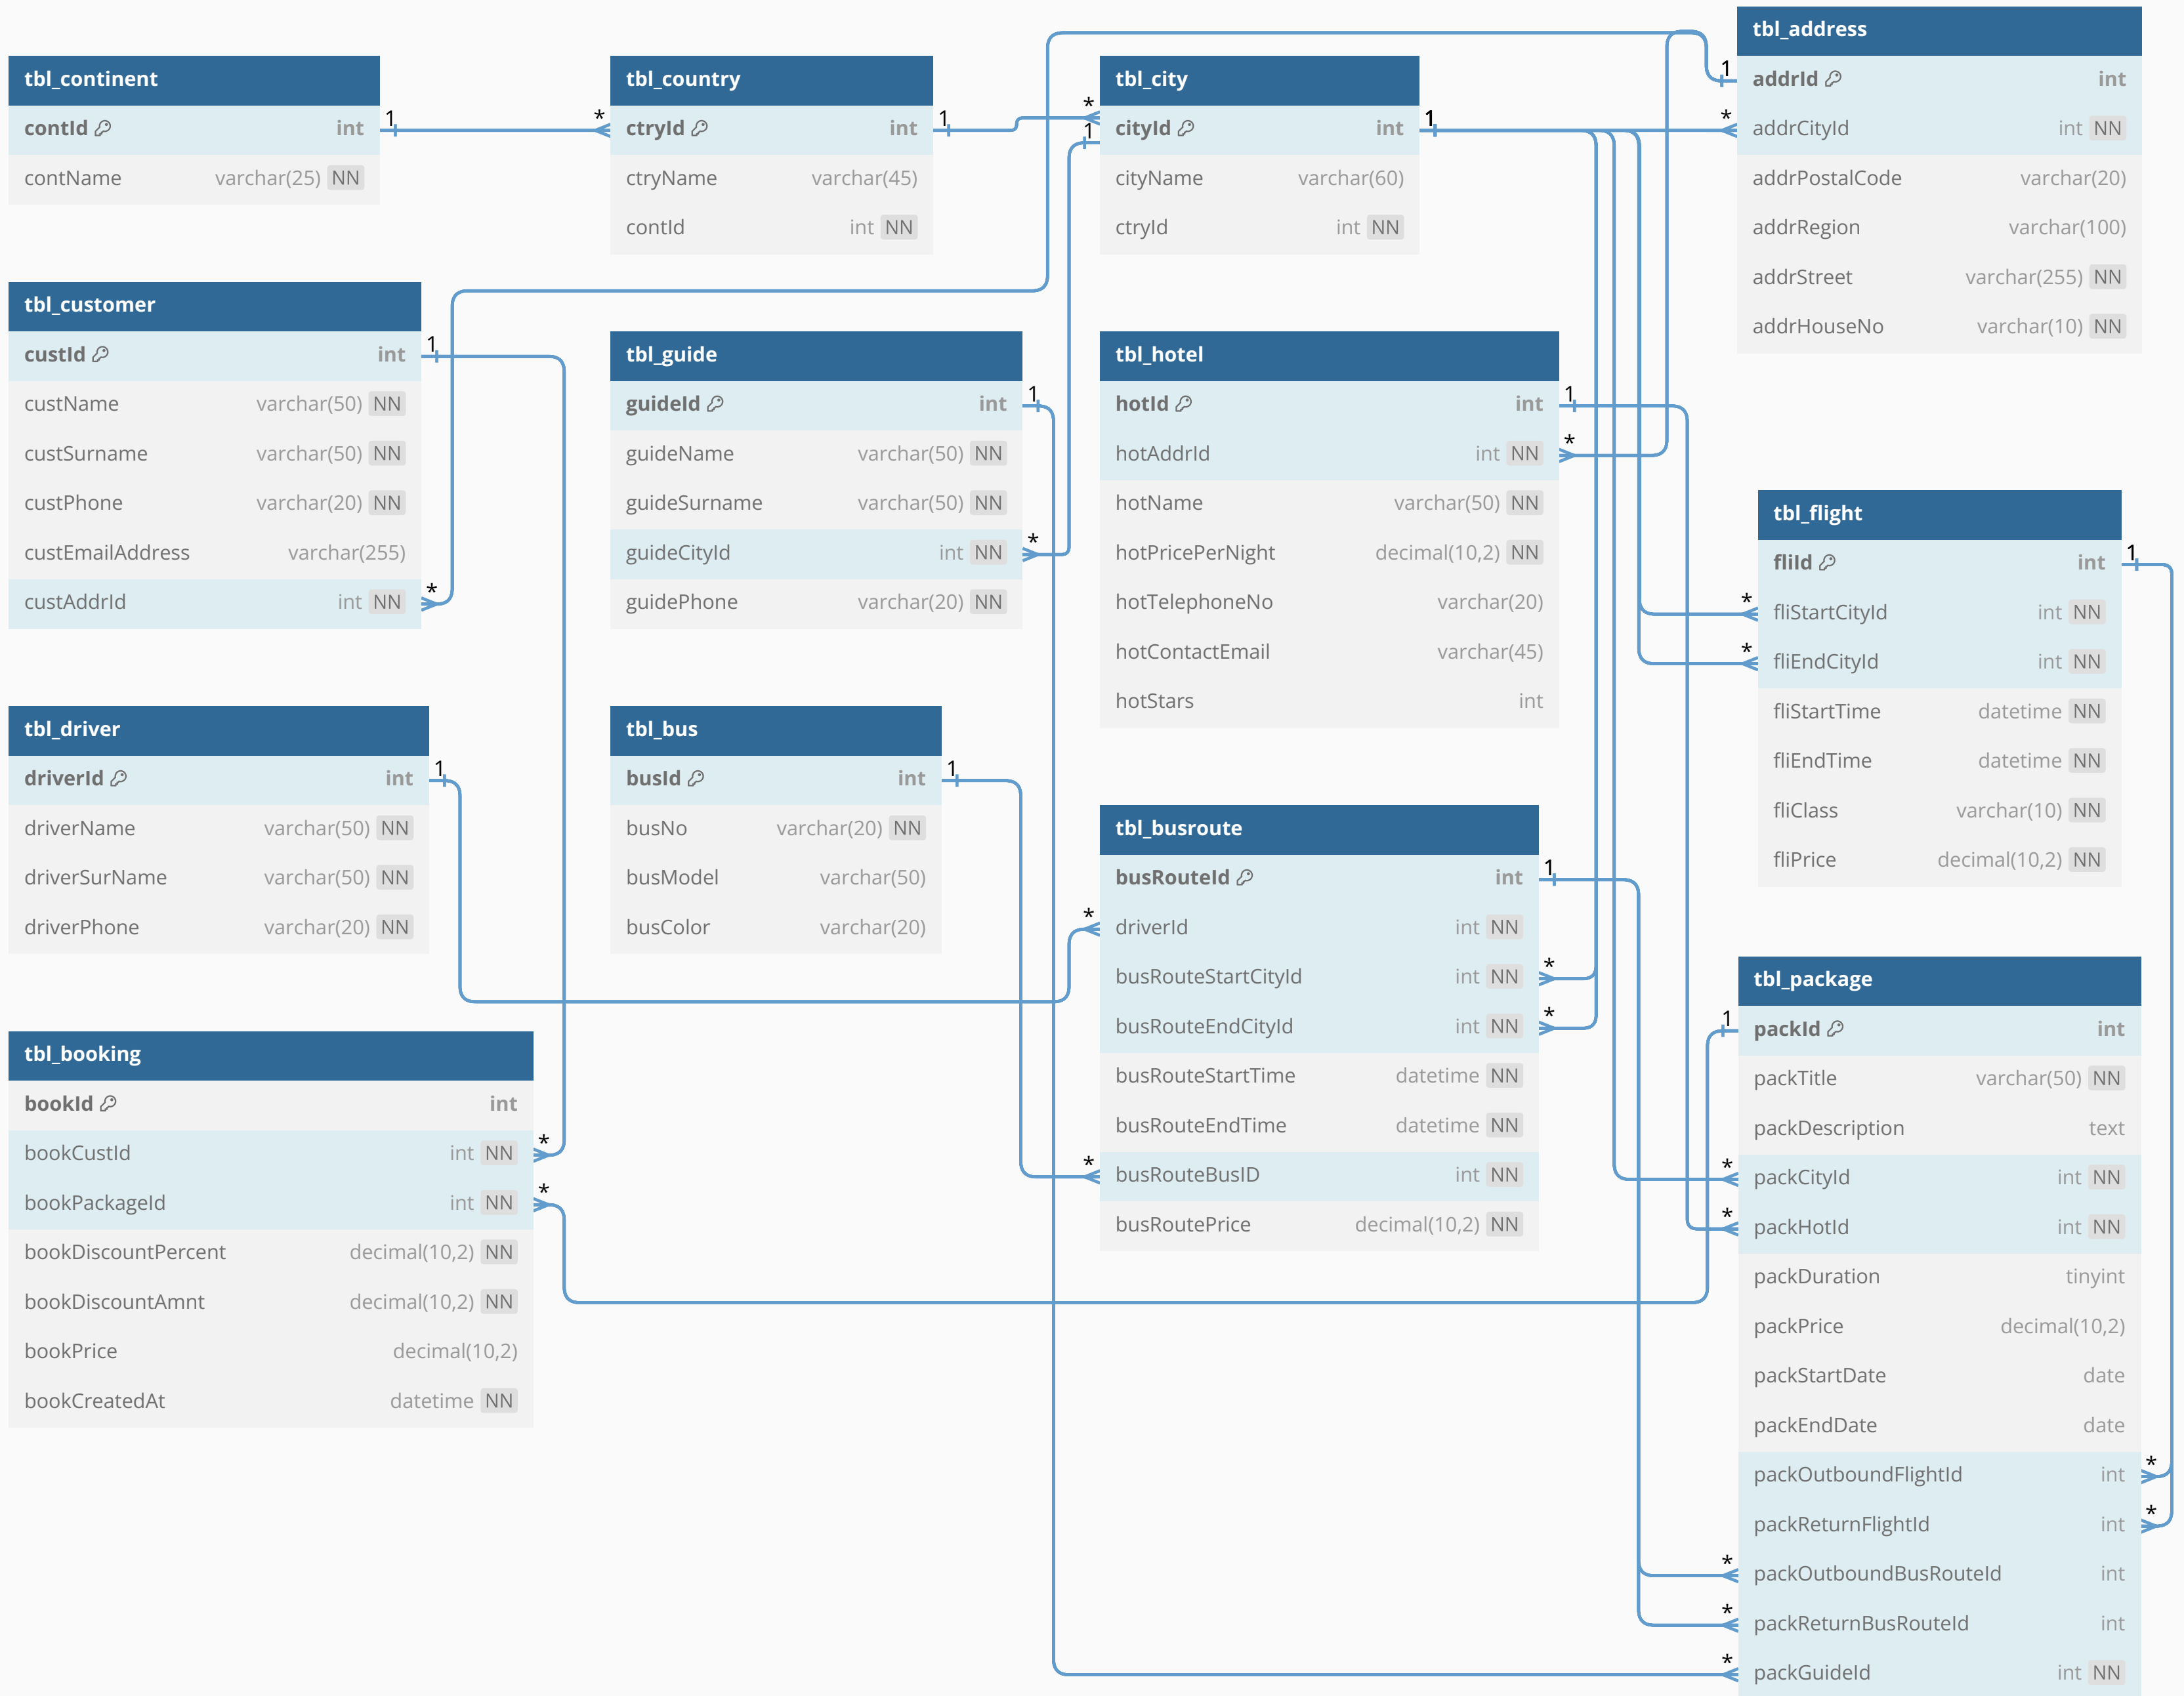 tbl_continent
contId int
contName varchar(25) NN
1 *
tbl_country
ctryId int
ctryName varchar(45)
contId int NN
1 *
1
tbl_city
cityId int
cityName varchar(60)
ctryId int NN
1
1 *
tbl_address
addrId int
addrCityId int NN
addrPostalCode varchar(20)
addrRegion varchar(100)
addrStreet varchar(255) NN
addrHouseNo varchar(10) NN
tbl_customer
custId int 1
custName varchar(50) NN
custSurname varchar(50) NN
custPhone varchar(20) NN
custEmailAddress varchar(255)
custAddrId int NN *
tbl_guide
guideId int 1
guideName varchar(50) NN
guideSurname varchar(50) NN
guideCityId int NN *
guidePhone varchar(20) NN
tbl_hotel
hotId int 1
hotAddrId int NN *
hotName varchar(50) NN
hotPricePerNight decimal(10,2) NN
hotTelephoneNo varchar(20)
hotContactEmail varchar(45)
hotStars int
tbl_flight
fliId int 1
* fliStartCityId int NN
* fliEndCityId int NN
fliStartTime datetime NN
fliEndTime datetime NN
fliClass varchar(10) NN
fliPrice decimal(10,2) NN
tbl_driver
driverId int 1
driverName varchar(50) NN
driverSurName varchar(50) NN
driverPhone varchar(20) NN
tbl_bus
busId int 1
busNo varchar(20) NN
busModel varchar(50)
busColor varchar(20)
tbl_busroute
busRouteId int 1
* driverId int NN
busRouteStartCityId int NN *
busRouteEndCityId int NN *
busRouteStartTime datetime NN
busRouteEndTime datetime NN
* busRouteBusID int NN
busRoutePrice decimal(10,2) NN
tbl_booking
bookId int
bookCustId int NN *
bookPackageId int NN *
bookDiscountPercent decimal(10,2) NN
bookDiscountAmnt decimal(10,2) NN
bookPrice decimal(10,2)
bookCreatedAt datetime NN
tbl_package
1 packId int
packTitle varchar(50) NN
packDescription text
* packCityId int NN
* packHotId int NN
packDuration tinyint
packPrice decimal(10,2)
packStartDate date
packEndDate date
packOutboundFlightId int *
packReturnFlightId int *
* packOutboundBusRouteId int
* packReturnBusRouteId int
* packGuideId int NN